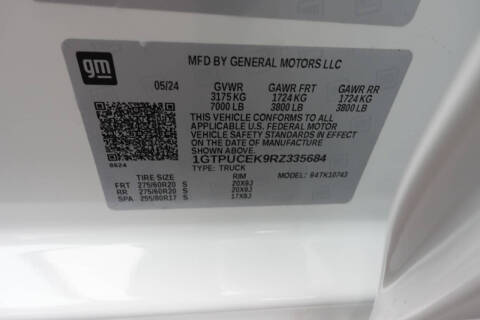 gm
MFD BY GENERAL MOTORS LLC
05/24 GVWR GAWR FRT GAWR RR
3175 KG 1724 KG 1724 KG
7000 LB 3800 LB 3800 LB
THIS VEHICLE CONFORMS TO ALL
APPLICABLE U.S. FEDERAL MOTOR
VEHICLE SAFETY STANDARDS IN EFFECT
ON THE DATE OF MANUFACTURE
SHOWN ABOVE.
0524
1GTPUCEK9RZ335684
TYPE: TRUCK MODEL:
TIRE SIZE RIM
FRT 275/60R20 S 20X9J
RR 275/60R20 S 20X9J
SPA 255/80R17 S 17X8J